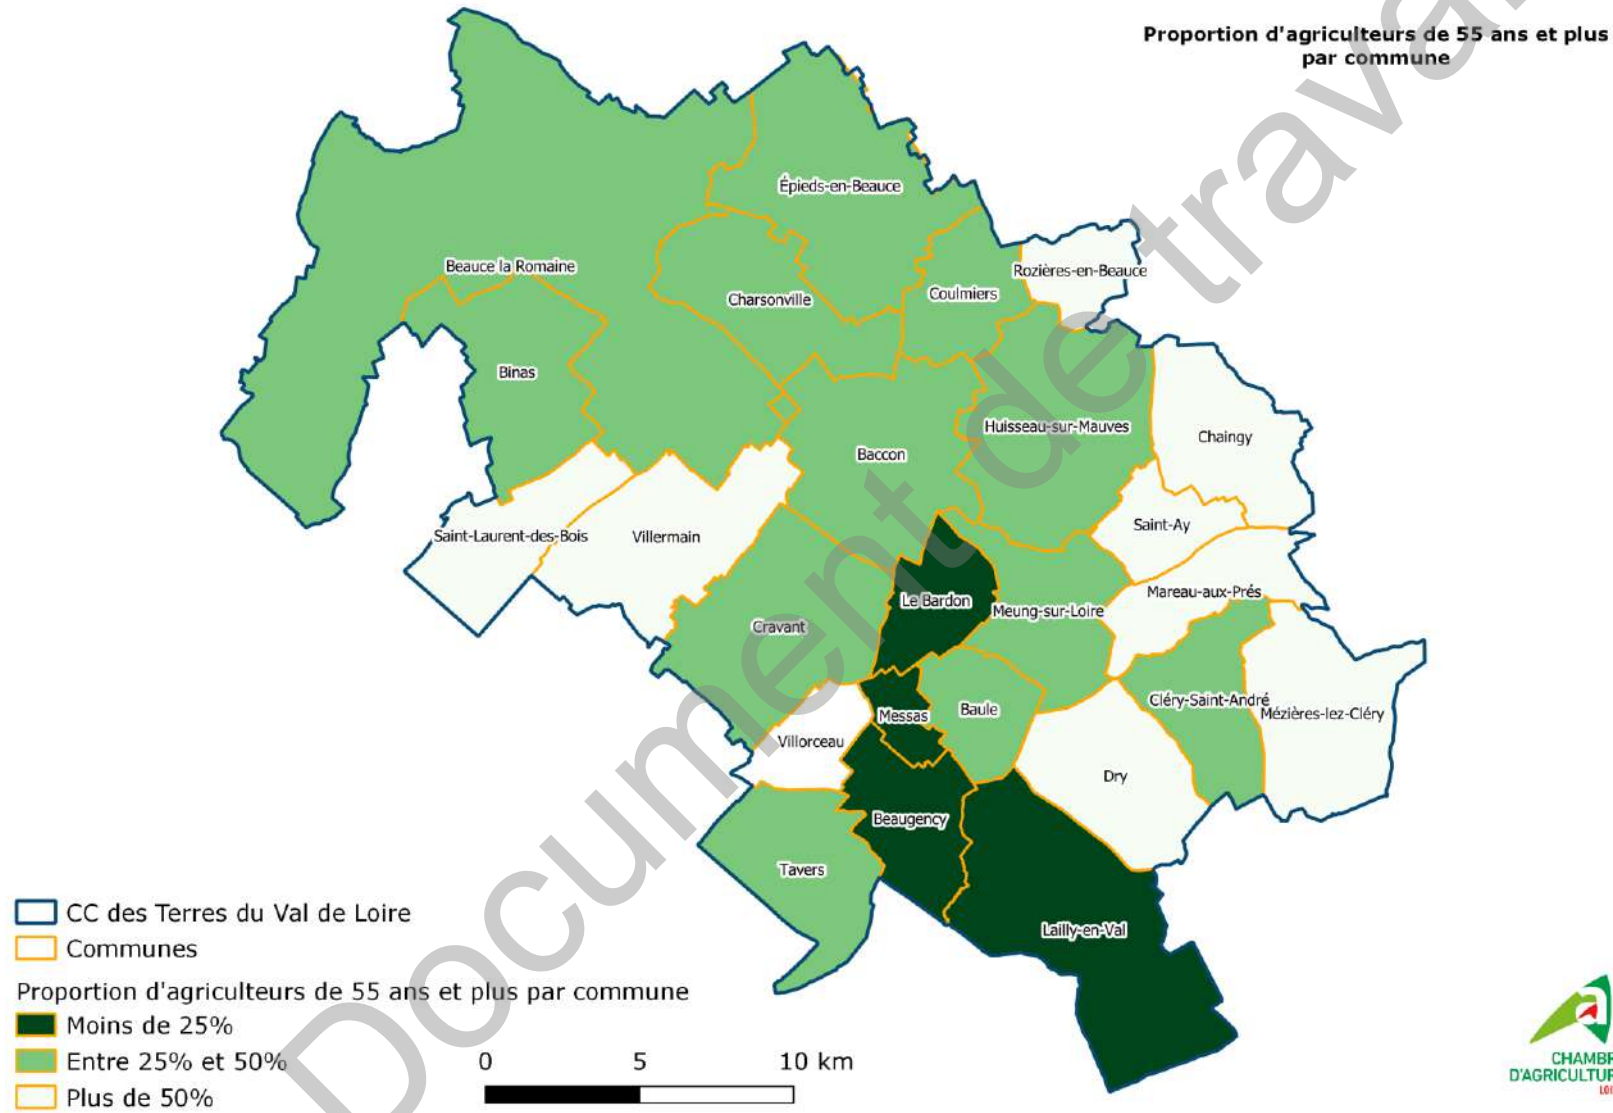 Proportion d'agriculteurs de 55 ans et plus
par commune
Épieds-en-Beauce
Beauce la Romaine
Rozières-en-Beauce
Charsonville
Coulmiers
Binas
Huisseau-sur-Mauves
Chaingy
Baccon
Saint-Ay
Saint-Laurent-des-Bois
Villermain
Mareau-aux-Prés
Le Bardon
Meung-sur-Loire
Cravant
Cléry-Saint-André
Mézières-lez-Cléry
Messas
Baule
Villorceau
Dry
Beaugency
Tavers
Lailly-en-Val
CC des Terres du Val de Loire
Communes
Proportion d'agriculteurs de 55 ans et plus par commune
Moins de 25%
Entre 25% et 50%
Plus de 50%
0 5 10 km
Document de trava
CHAMBR
D'AGRICULTUR
LOI